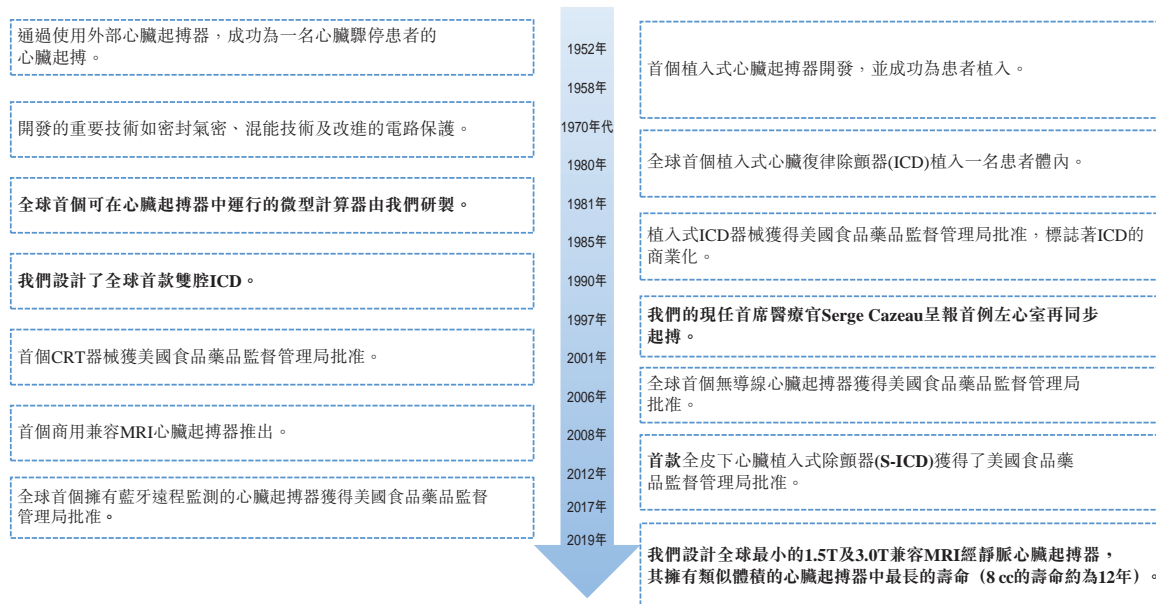 通過使用外部心臟起搏器，成功為一名心臟驟停患者的
心臟起搏。
1952年
首個植入式心臟起搏器開發，並成功為患者植入。
1958年
開發的重要技術如密封氣密、混能技術及改進的電路保護。
1970年代
全球首個植入式心臟復律除顫器(ICD)植入一名患者體內。
1980年
全球首個可在心臟起搏器中運行的微型計算器由我們研製。
1981年
植入式ICD器械獲得美國食品藥品監督管理局批准，標誌著ICD的
商業化。
1985年
我們設計了全球首款雙腔ICD。
1990年
我們的現任首席醫療官Serge Cazeau呈報首例左心室再同步
起搏。
1997年
首個CRT器械獲美國食品藥品監督管理局批准。
2001年
全球首個無導線心臟起搏器獲得美國食品藥品監督管理局
批准。
2006年
首個商用兼容MRI心臟起搏器推出。
2008年
首款全皮下心臟植入式除顫器(S-ICD)獲得了美國食品藥
品監督管理局批准。
2012年
全球首個擁有藍牙遠程監測的心臟起搏器獲得美國食品藥品監督
管理局批准。
2017年
2019年
我們設計全球最小的1.5T及3.0T兼容MRI經靜脈心臟起搏器，
其擁有類似體積的心臟起搏器中最長的壽命（8 cc的壽命約為12年）。